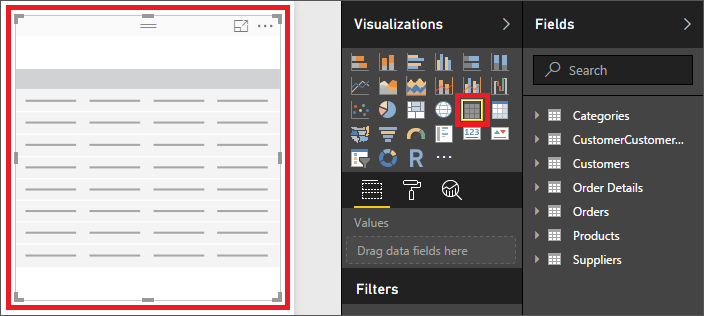 Visualizations
Fields
Search
Categories
CustomerCustomer...
Customers
Order Details
Orders
Products
Suppliers
123
R
Values
Drag data fields here
Filters